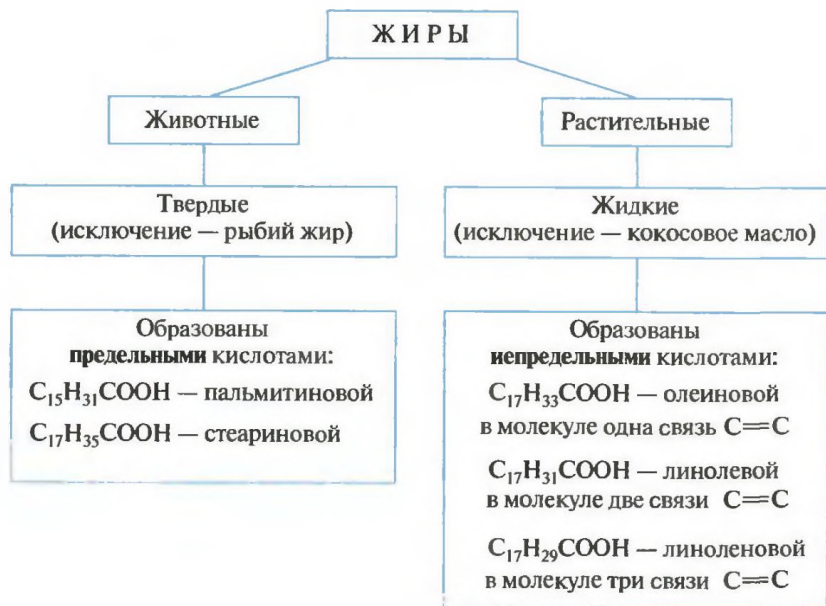 ЖИРЫ
Животные
Твердые
(исключение — рыбий жир)
Образованы
предельными кислотами:
C₁₅H₃₁COOH — пальмитиновой
C₁₇H₃₅COOH — стеариновой
Растительные
Жидкие
(исключение — кокосовое масло)
Образованы
иепредельными кислотами:
C₁₇H₃₃COOH — олеиновой
в молекуле одна связь C=C
C₁₇H₃₁COOH — линолевой
в молекуле две связи C=C
C₁₇H₂₉COOH — линоленовой
в молекуле три связи C=C